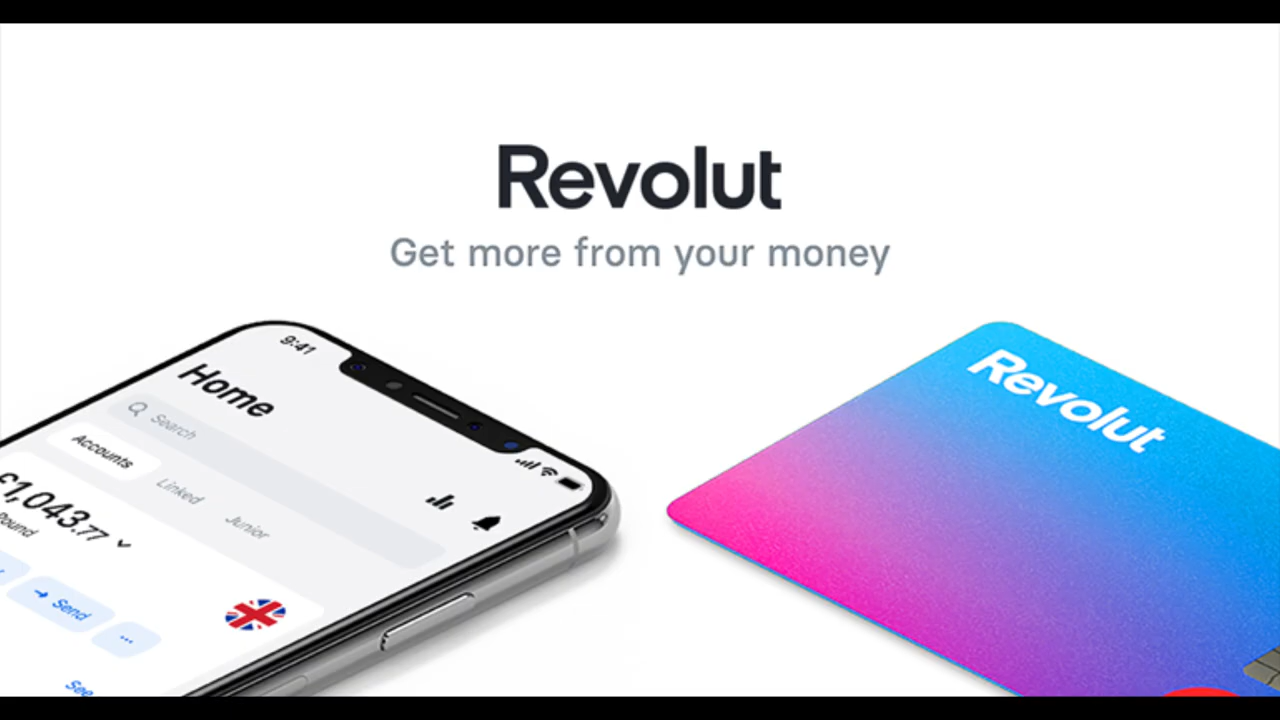 Revolut
Get more from your money
9:41
Home
Search
Accounts
Linked
Junior
£1,043.77
Pound
Send
...
See
Revolut